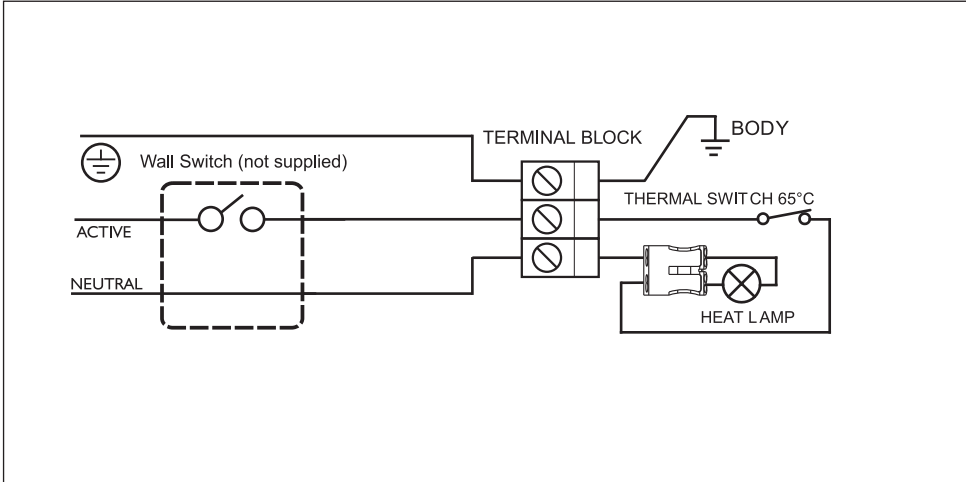 TERMINAL BLOCK
BODY
Wall Switch (not supplied)
THERMAL SWITCH 65°C
ACTIVE
NEUTRAL
HEAT LAMP